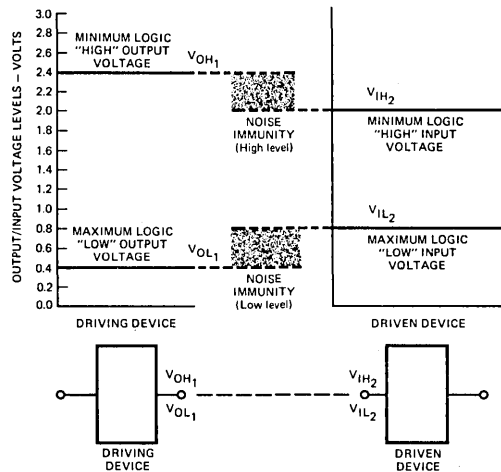 OUTPUT/INPUT VOLTAGE LEVELS – VOLTS
3.0
2.8
2.6
2.4
2.2
2.0
1.8
1.6
1.4
1.2
1.0
0.8
0.6
0.4
0.2
0.0
MINIMUM LOGIC
"HIGH" OUTPUT
VOLTAGE
VOH1
NOISE
IMMUNITY
(High level)
VIH2
MINIMUM LOGIC
"HIGH" INPUT
VOLTAGE
MAXIMUM LOGIC
"LOW" OUTPUT
VOLTAGE
VOL1
NOISE
IMMUNITY
(Low level)
VIL2
MAXIMUM LOGIC
"LOW" INPUT
VOLTAGE
DRIVING DEVICE
DRIVEN DEVICE
VOH1
VOL1
DRIVING
DEVICE
VIH2
VIL2
DRIVEN
DEVICE